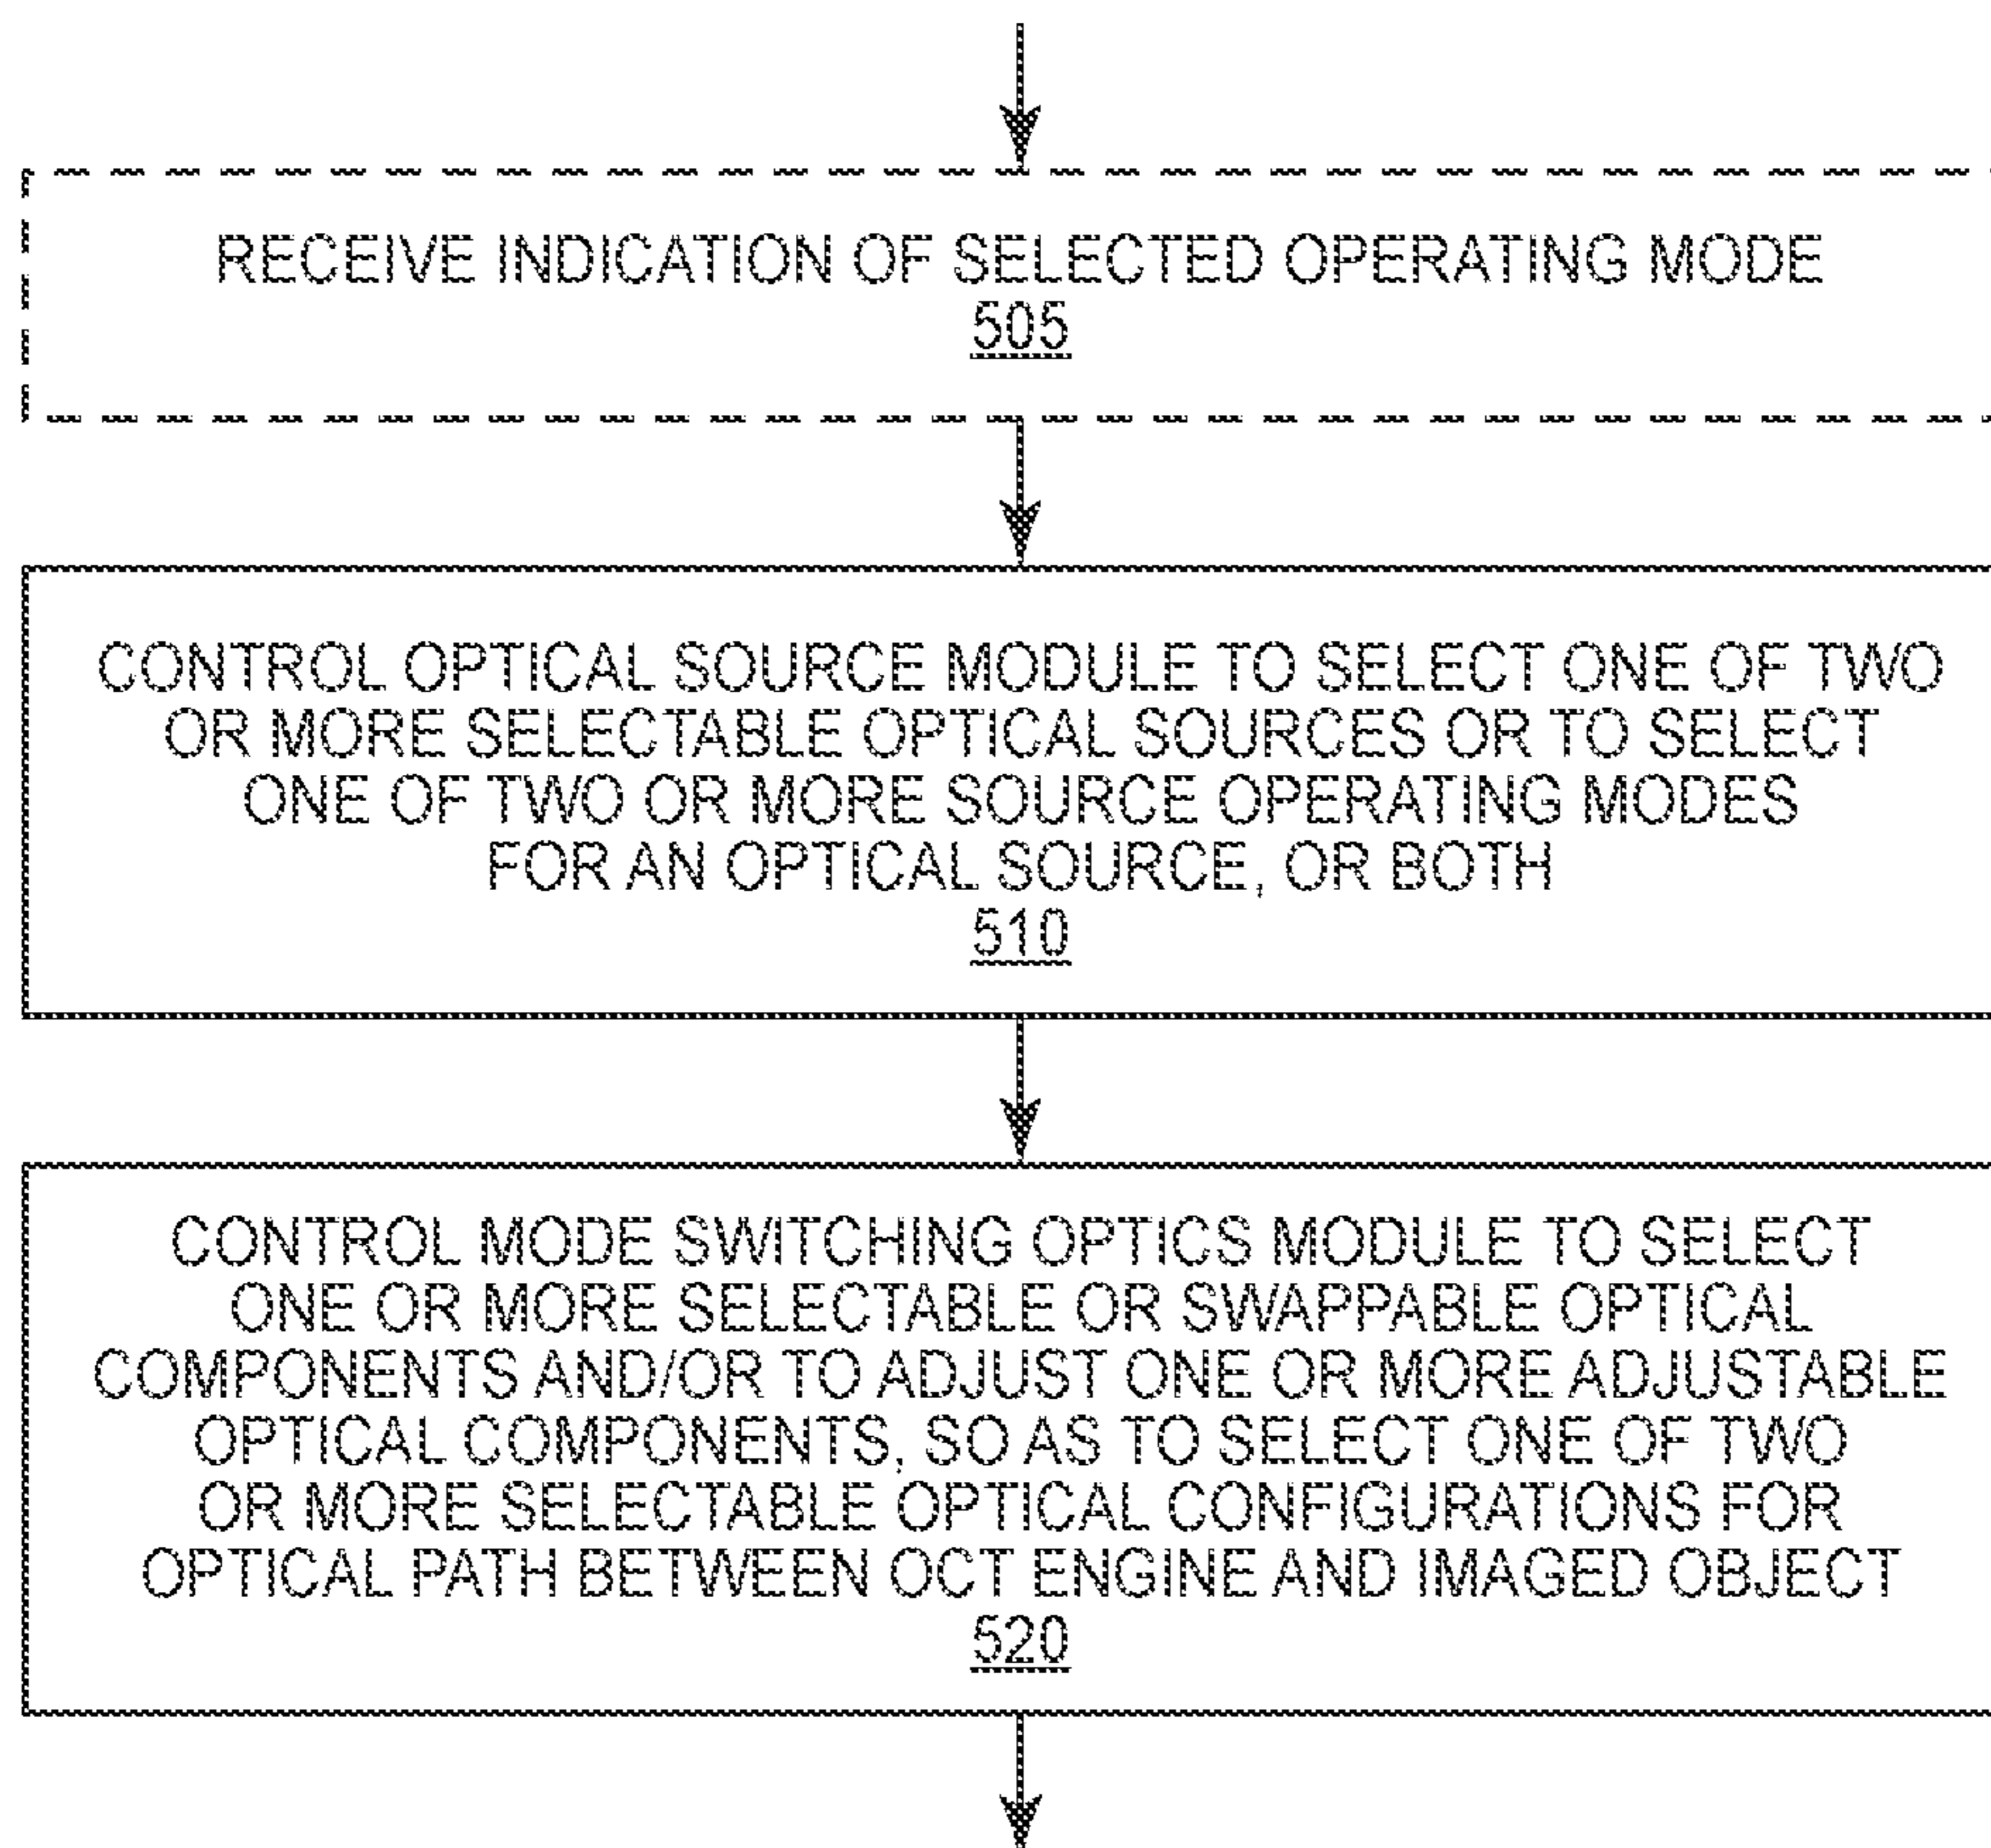 RECEIVE INDICATION OF SELECTED OPERATING MODE
505
CONTROL OPTICAL SOURCE MODULE TO SELECT ONE OF TWO
OR MORE SELECTABLE OPTICAL SOURCES OR TO SELECT
ONE OF TWO OR MORE SOURCE OPERATING MODES
FOR AN OPTICAL SOURCE, OR BOTH
510
CONTROL MODE SWITCHING OPTICS MODULE TO SELECT
ONE OR MORE SELECTABLE OR SWAPPABLE OPTICAL
COMPONENTS AND/OR TO ADJUST ONE OR MORE ADJUSTABLE
OPTICAL COMPONENTS, SO AS TO SELECT ONE OF TWO
OR MORE SELECTABLE OPTICAL CONFIGURATIONS FOR
OPTICAL PATH BETWEEN OCT ENGINE AND IMAGED OBJECT
520